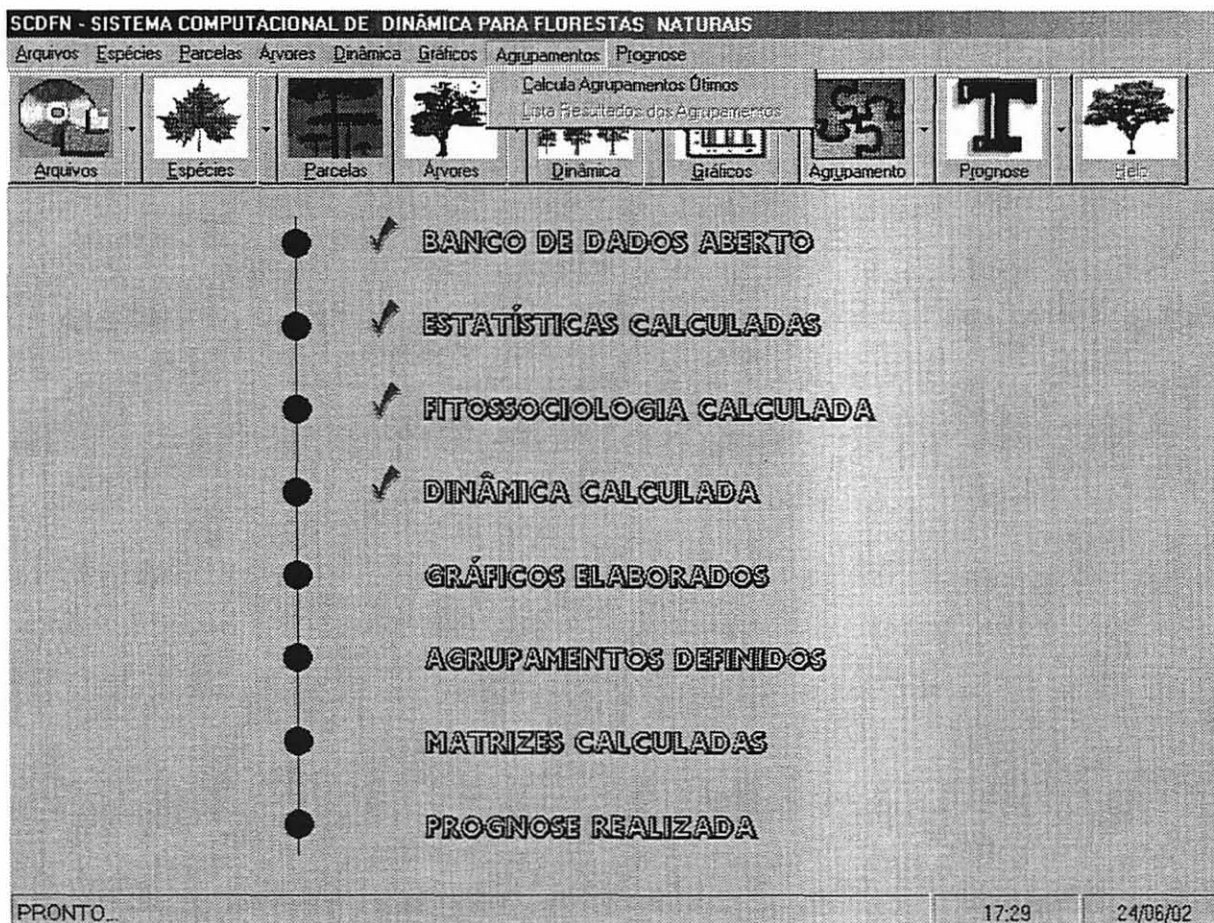 SCDFN - SISTEMA COMPUTACIONAL DE DINÂMICA PARA FLORESTAS NATURAIS
Arquivos Espécies Parcelas Árvores Dinâmica Gráficos Agrupamentos Prognose
Calcula Agrupamentos Útimos
Lista Resultados dos Agrupamentos
Arquivos Espécies Parcelas Árvores Dinâmica Gráficos Agrupamento Prognose Help
BANCO DE DADOS ABERTO
ESTATÍSTICAS CALCULADAS
FITOSSOCIOLOGIA CALCULADA
DINÂMICA CALCULADA
GRÁFICOS ELABORADOS
AGRUPAMENTOS DEFINIDOS
MATRIZES CALCULADAS
PROGNOSE REALIZADA
PRONTO... 17:29 24/06/02